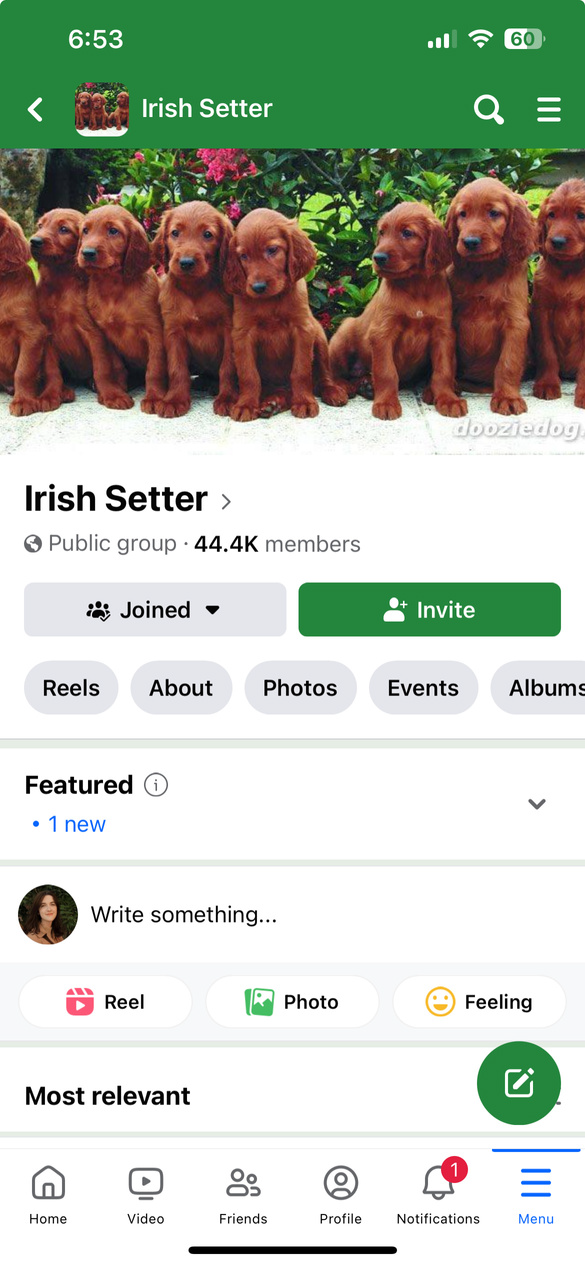 6:53
60
Irish Setter
dooziedog.
Irish Setter
Public group · 44.4K members
Joined
Invite
Reels
About
Photos
Events
Albums
Featured
• 1 new
Write something...
Reel
Photo
Feeling
Most relevant
1
Home
Video
Friends
Profile
Notifications
Menu